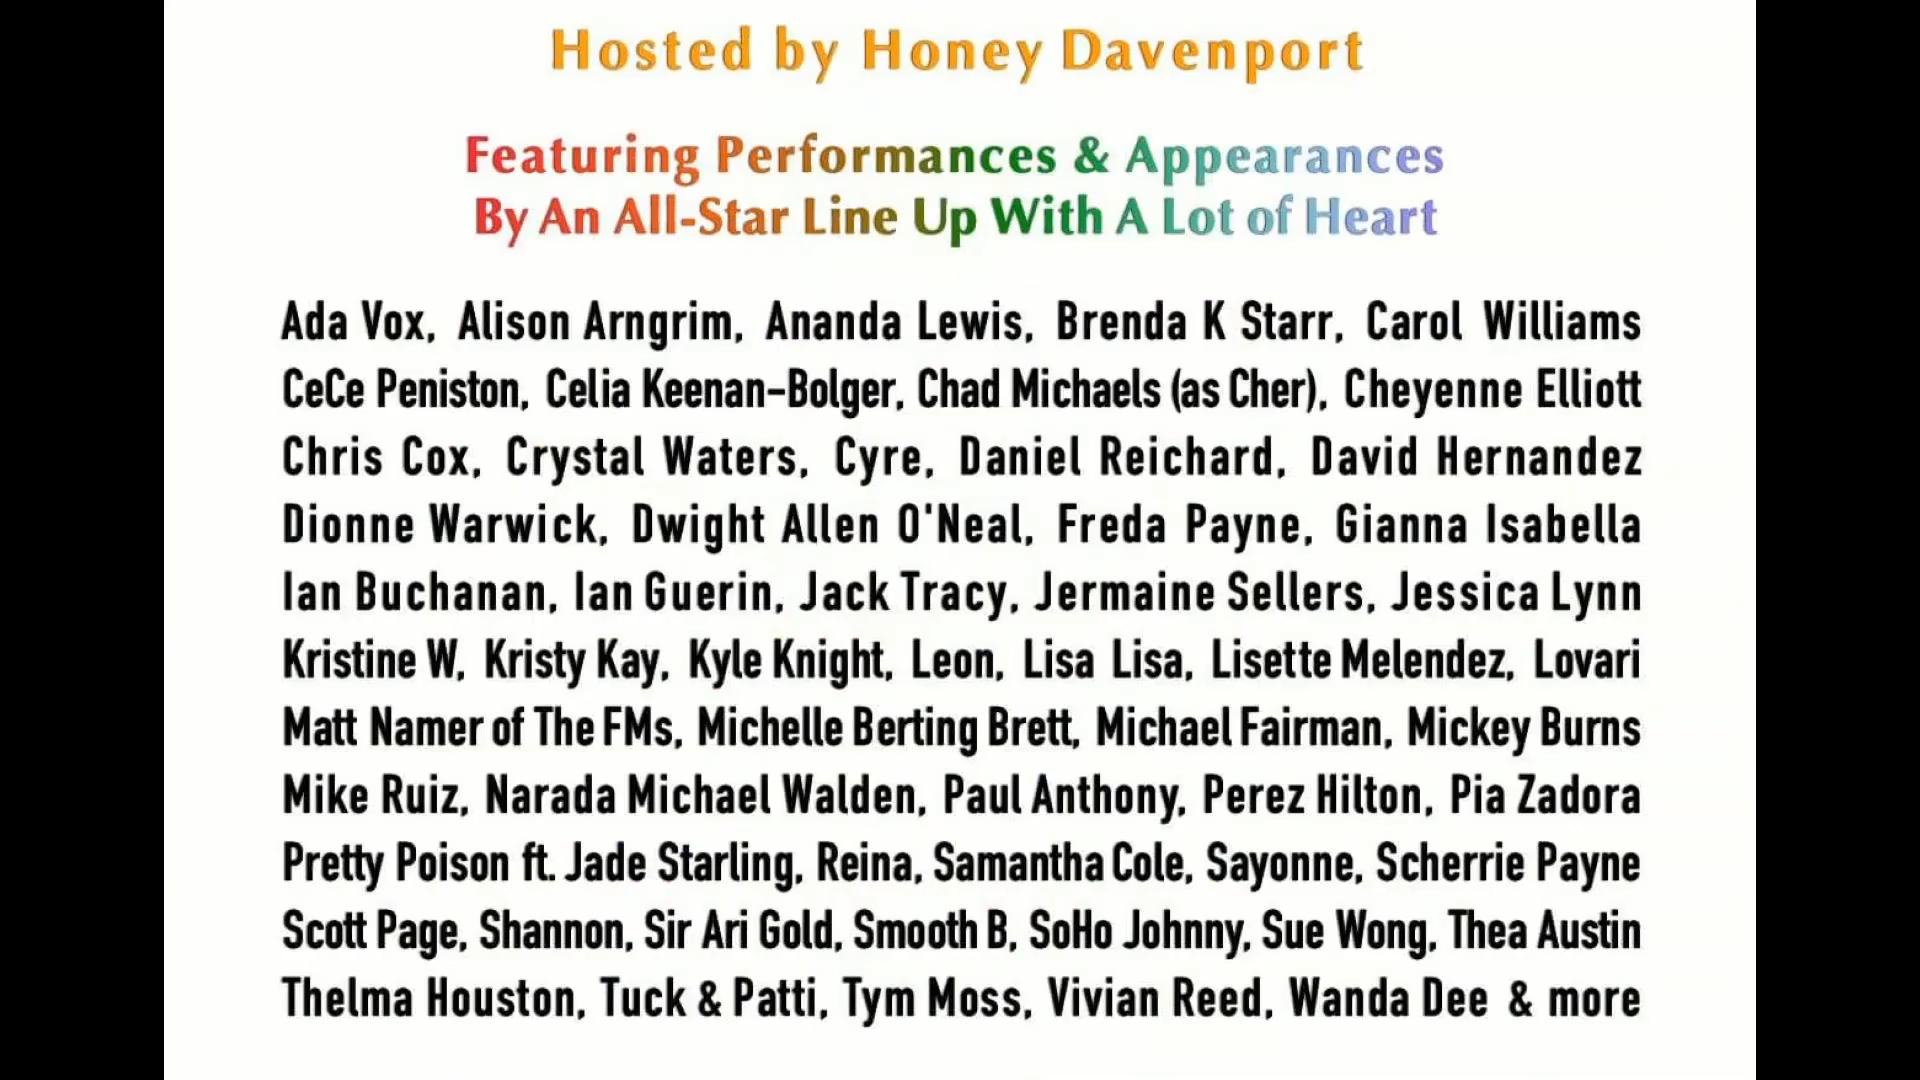 Hosted by Honey Davenport
Featuring Performances & Appearances
By An All-Star Line Up With A Lot of Heart
Ada Vox, Alison Arngrim, Ananda Lewis, Brenda K Starr, Carol Williams
CeCe Peniston, Celia Keenan-Bolger, Chad Michaels (as Cher), Cheyenne Elliott
Chris Cox, Crystal Waters, Cyre, Daniel Reichard, David Hernandez
Dionne Warwick, Dwight Allen O'Neal, Freda Payne, Gianna Isabella
Ian Buchanan, Ian Guerin, Jack Tracy, Jermaine Sellers, Jessica Lynn
Kristine W, Kristy Kay, Kyle Knight, Leon, Lisa Lisa, Lisette Melendez, Lovari
Matt Namer of The FMs, Michelle Berting Brett, Michael Fairman, Mickey Burns
Mike Ruiz, Narada Michael Walden, Paul Anthony, Perez Hilton, Pia Zadora
Pretty Poison ft. Jade Starling, Reina, Samantha Cole, Sayonne, Scherrie Payne
Scott Page, Shannon, Sir Ari Gold, Smooth B, SoHo Johnny, Sue Wong, Thea Austin
Thelma Houston, Tuck & Patti, Tym Moss, Vivian Reed, Wanda Dee & more